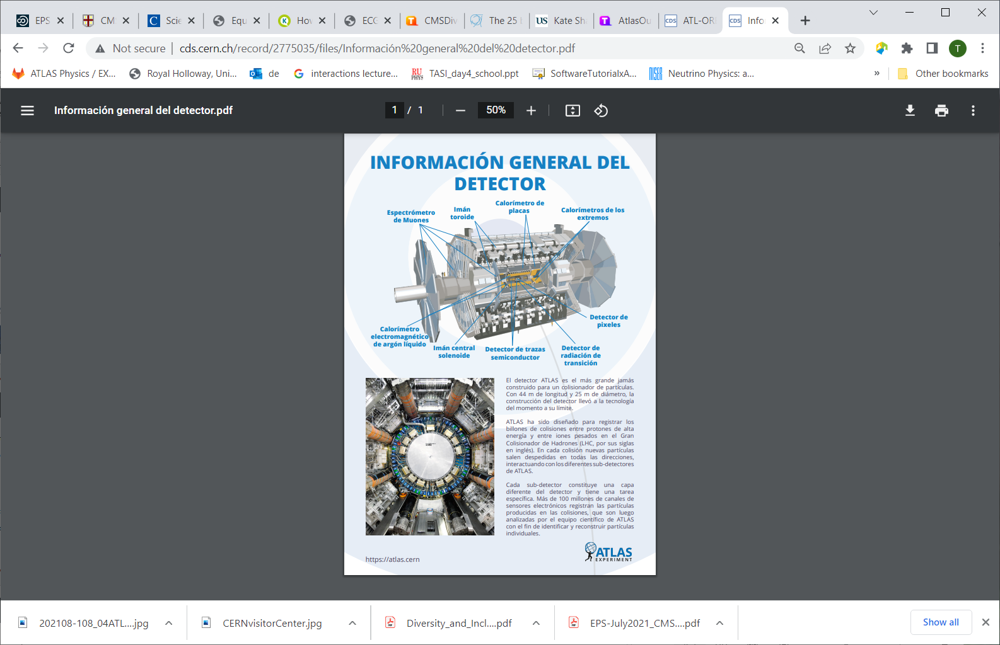 EPS
CMS
Scie
Equ
How
ECG
CMSDiv
The 25
Kate Sha
AtlasOu
ATL-OR
Info
Not secure
cds.cern.ch/record/2775035/files/Información%20general%20del%20detector.pdf
T
ATLAS Physics / EX...
Royal Holloway, Uni...
de
interactions lecture...
RU PHYS
TASI_day4_school.ppt
SoftwareTutorialxA...
Neutrino Physics: a...
»
Other bookmarks
Información general del detector.pdf
1 / 1
50%
INFORMACIÓN GENERAL DEL
DETECTOR
Espectrómetro
de Muones
Imán
toroide
Calorímetro de
placas
Calorímetros de los
extremos
Detector de
pixeles
Calorímetro
electromagnético
de argón líquido
Imán central
solenoide
Detector de trazas
semiconductor
Detector de
radiación de
transición
El detector ATLAS es el más grande jamás
construido para un colisionador de partículas.
Con 44 m de longitud y 25 m de diámetro, la
construcción del detector llevó a la tecnología
del momento a su límite.
ATLAS ha sido diseñado para registrar los
billones de colisiones entre protones de alta
energía y entre iones pesados en el Gran
Colisionador de Hadrones (LHC, por sus siglas
en inglés). En cada colisión nuevas partículas
salen despedidas en todas las direcciones,
interactuando con los diferentes sub-detectores
de ATLAS.
Cada sub-detector constituye una capa
diferente del detector y tiene una tarea
específica. Más de 100 millones de canales de
sensores electrónicos registran las partículas
producidas en las colisiones, que son luego
analizadas por el equipo científico de ATLAS
con el fin de identificar y reconstruir partículas
individuales.
https://atlas.cern
ATLAS
EXPERIMENT
202108-108_04ATL....jpg
CERNvisitorCenter.jpg
Diversity_and_Incl....pdf
EPS-July2021_CMS....pdf
Show all